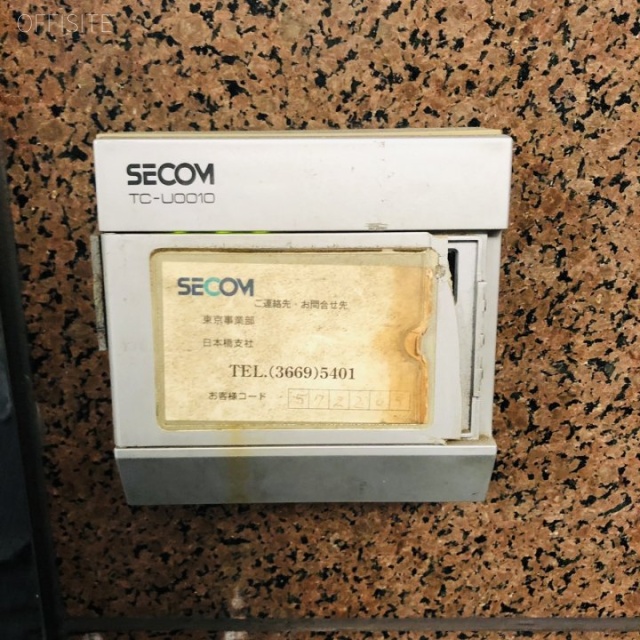 OFFISITE
SECOM
TC-U0010
SECOM
ご連絡先・お問合せ先
東京事業部
日本橋支社
TEL.(3669)5401
お客様コード